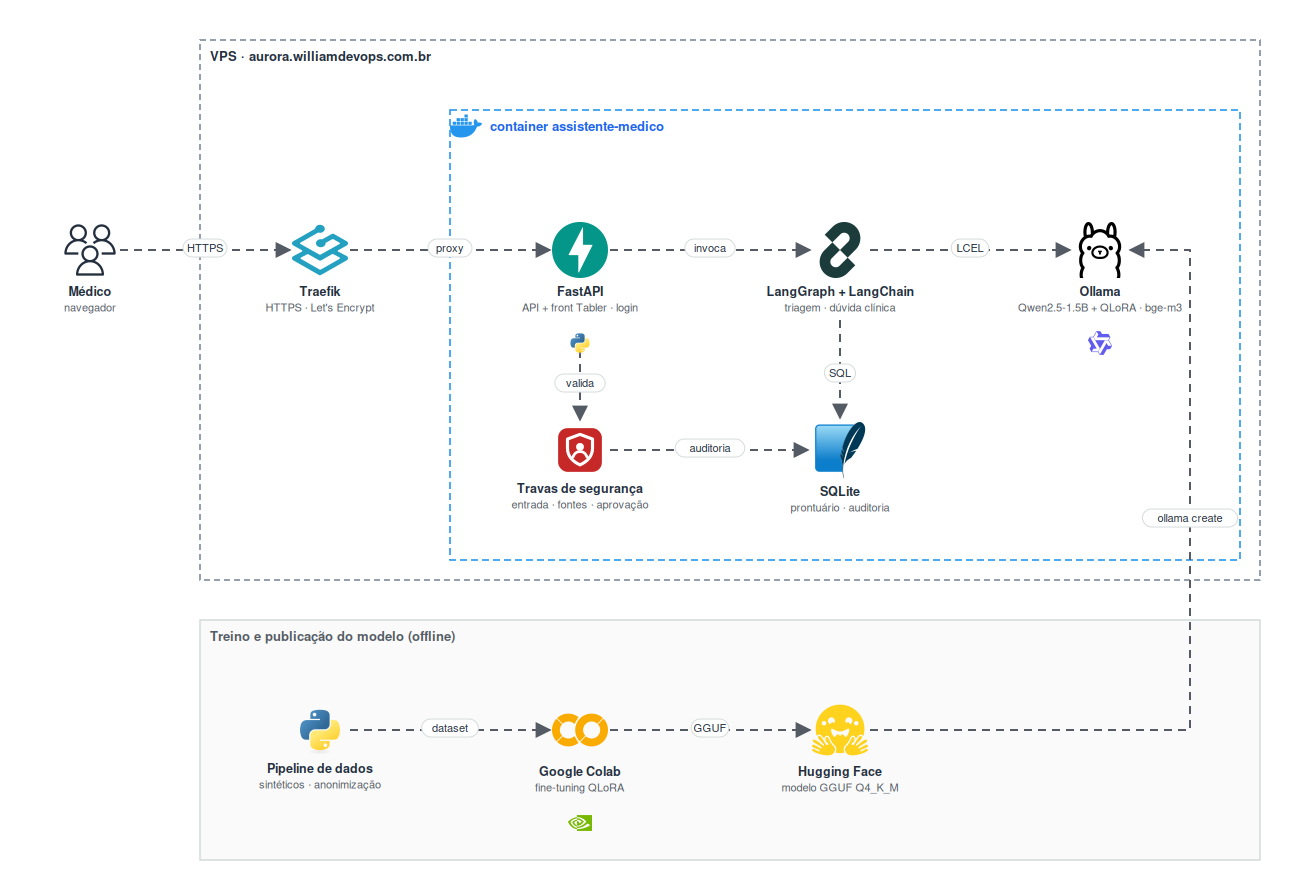 VPS · aurora.williamdevops.com.br
container assistente-medico
HTTPS
proxy
invoca
LCEL
Médico
navegador
Traefik
HTTPS · Let's Encrypt
FastAPI
API + front Tabler · login
LangGraph + LangChain
triagem · dúvida clínica
Ollama
Qwen2.5-1.5B + QLoRA · bge-m3
valida
SQL
auditoria
Travas de segurança
entrada · fontes · aprovação
SQLite
prontuário · auditoria
ollama create
Treino e publicação do modelo (offline)
dataset
GGUF
Pipeline de dados
sintéticos · anonimização
Google Colab
fine-tuning QLoRA
Hugging Face
modelo GGUF Q4_K_M